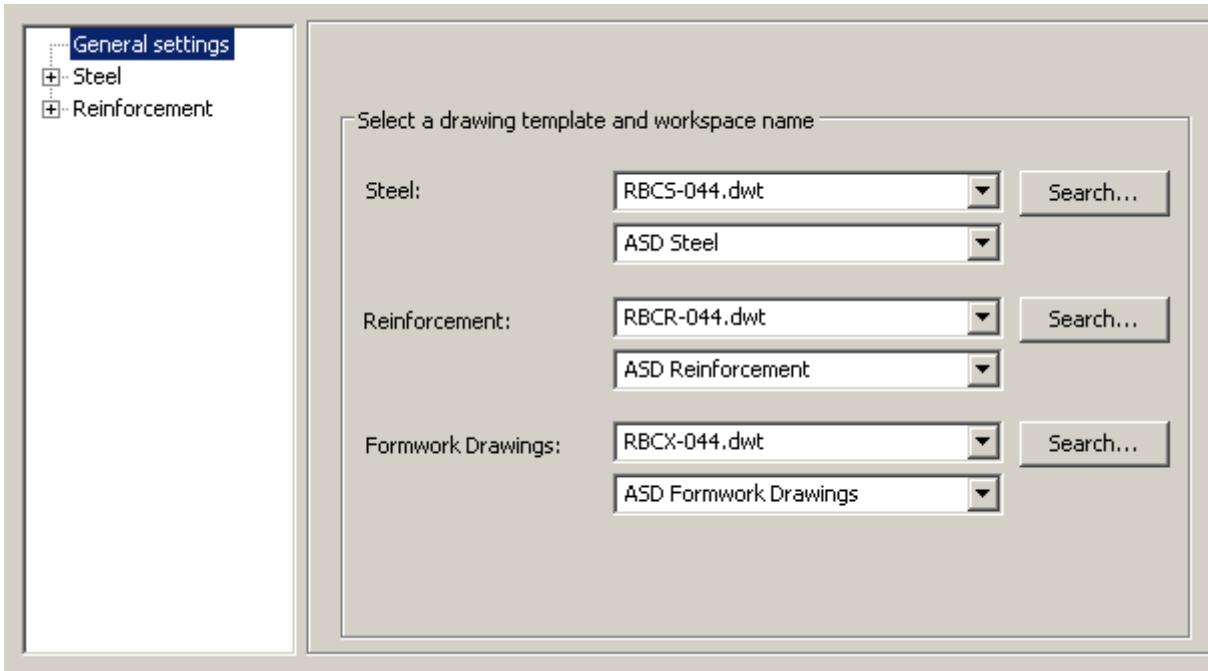 General settings
Steel
Reinforcement
Select a drawing template and workspace name
Steel:
RBCS-044.dwt
Search...
ASD Steel
Reinforcement:
RBCR-044.dwt
Search...
ASD Reinforcement
Formwork Drawings:
RBCX-044.dwt
Search...
ASD Formwork Drawings